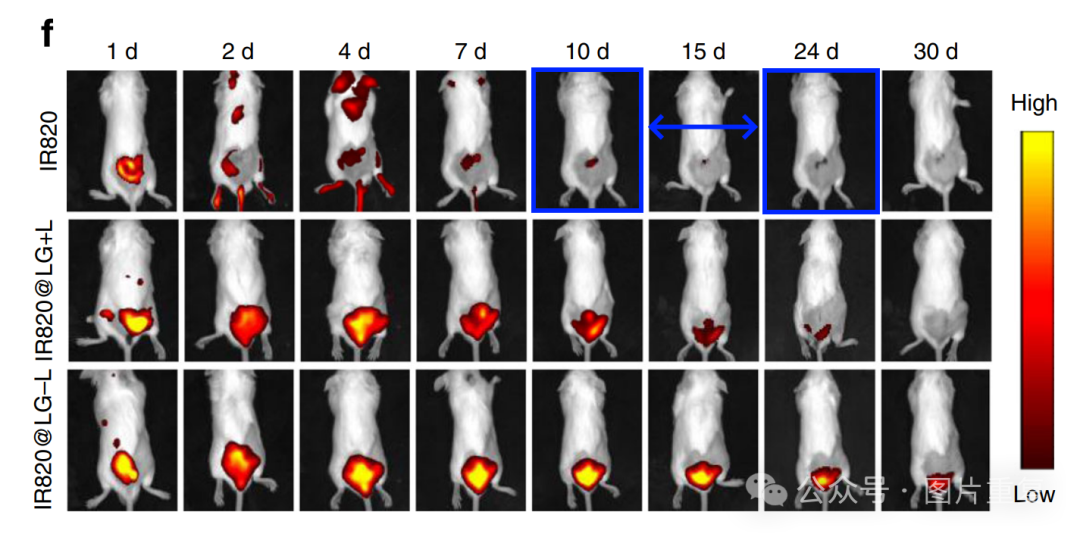 f
1 d 2 d 4 d 7 d 10 d 15 d 24 d 30 d
IR820
IR820@LG+L
IR820@LG−L
High
Low
公众号 · 图片重